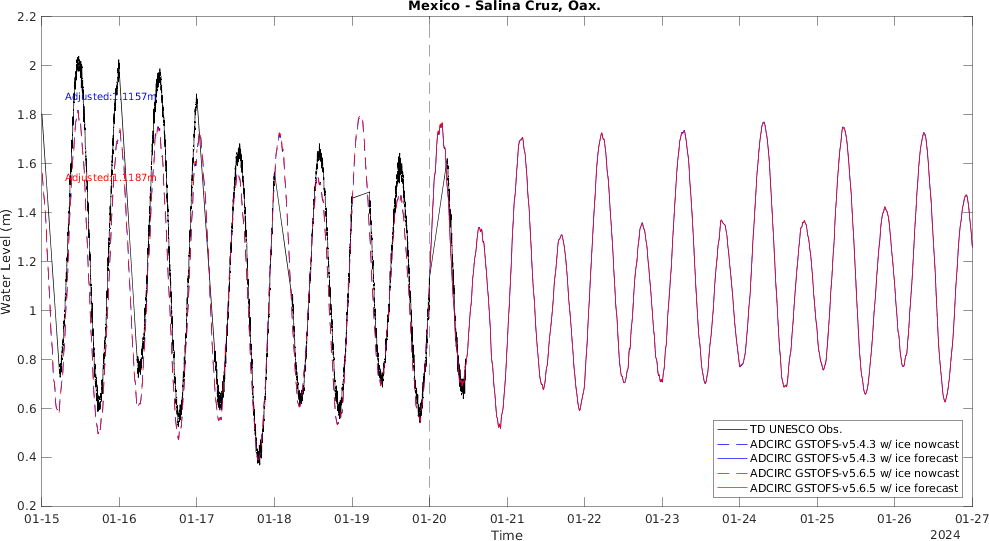 Mexico - Salina Cruz, Oax.
2.2
2
1.8
1.6
1.4
1.2
1
0.8
0.6
0.4
0.2
Water Level (m)
Adjusted:1.1157m
Adjusted:1.1187m
TD UNESCO Obs.
ADCIRC GSTOFS-v5.4.3 w/ ice nowcast
ADCIRC GSTOFS-v5.4.3 w/ ice forecast
ADCIRC GSTOFS-v5.6.5 w/ ice nowcast
ADCIRC GSTOFS-v5.6.5 w/ ice forecast
01-15 01-16 01-17 01-18 01-19 01-20 01-21 01-22 01-23 01-24 01-25 01-26 01-27
Time
2024